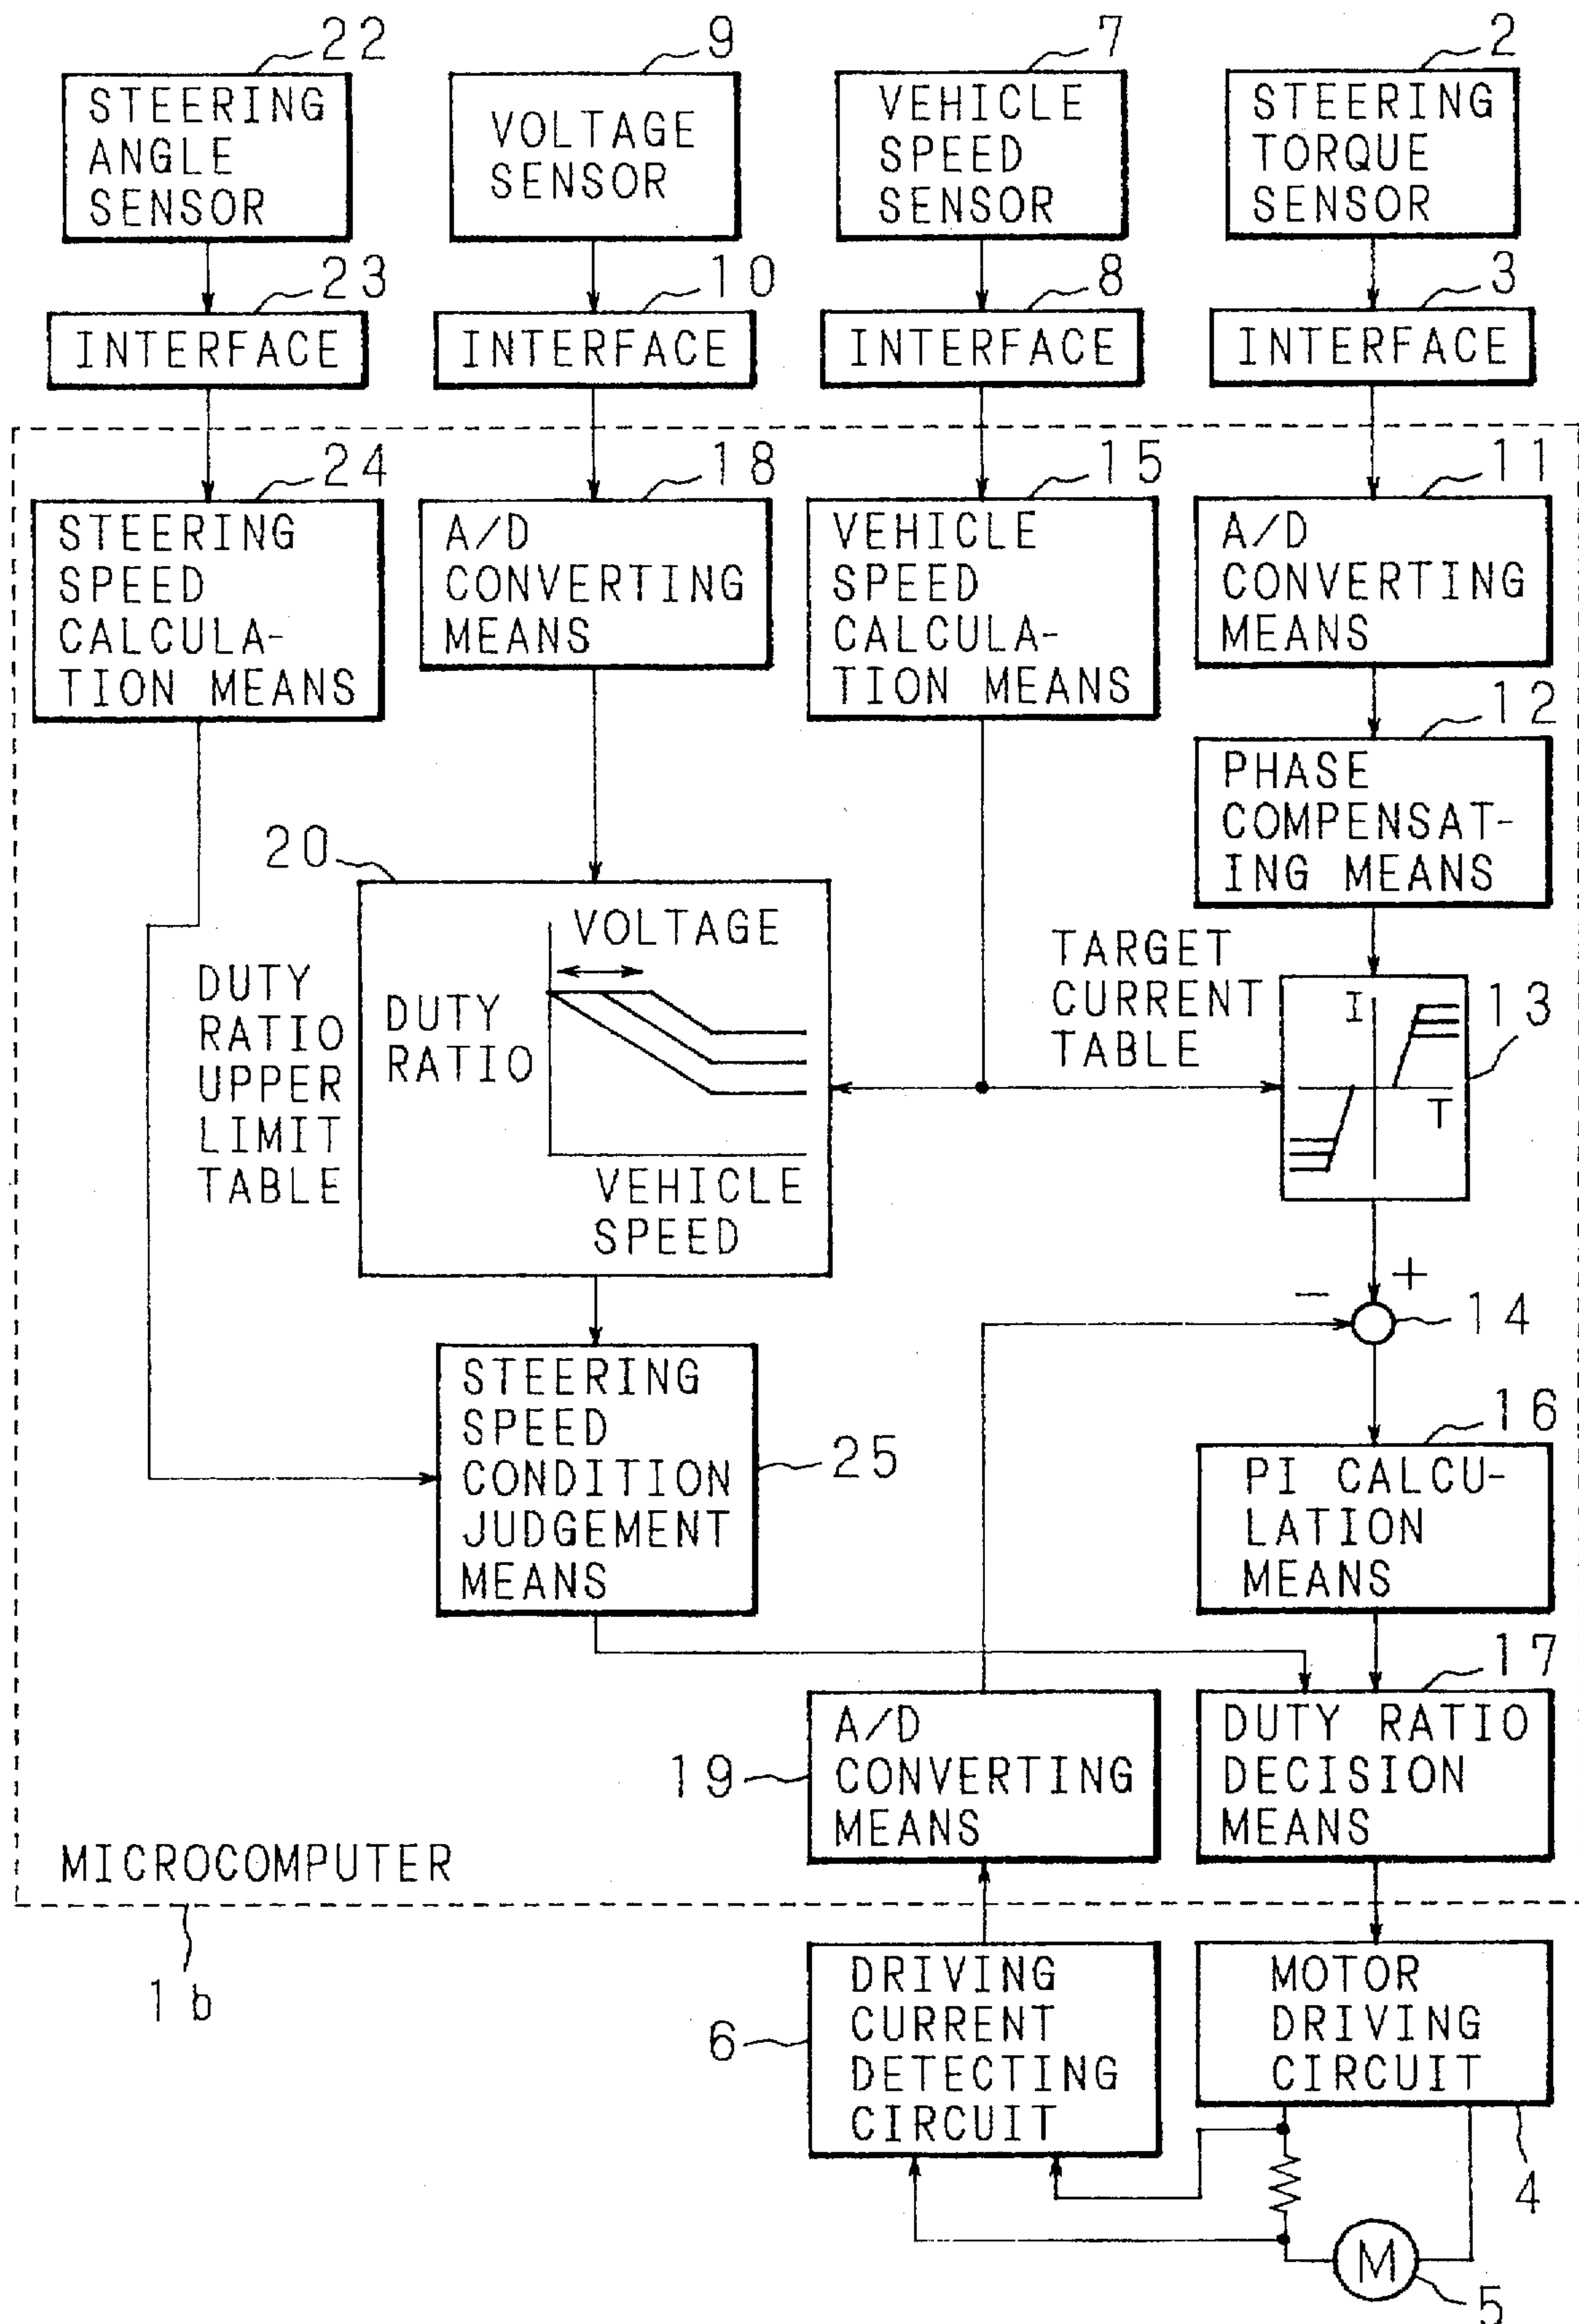 22
STEERING
ANGLE
SENSOR
9
VOLTAGE
SENSOR
7
VEHICLE
SPEED
SENSOR
2
STEERING
TORQUE
SENSOR
23
INTERFACE
10
INTERFACE
8
INTERFACE
3
INTERFACE
24
STEERING
SPEED
CALCULA-
TION MEANS
18
A/D
CONVERTING
MEANS
15
VEHICLE
SPEED
CALCULA-
TION MEANS
11
A/D
CONVERTING
MEANS
12
PHASE
COMPENSAT-
ING MEANS
20
DUTY
RATIO
UPPER
LIMIT
TABLE
VOLTAGE
DUTY
RATIO
VEHICLE
SPEED
TARGET
CURRENT
TABLE
I
T
13
+
-
14
STEERING
SPEED
CONDITION
JUDGEMENT
MEANS
25
16
PI CALCU-
LATION
MEANS
17
DUTY RATIO
DECISION
MEANS
19
A/D
CONVERTING
MEANS
MICROCOMPUTER
1b
6
DRIVING
CURRENT
DETECTING
CIRCUIT
MOTOR
DRIVING
CIRCUIT
4
M
5